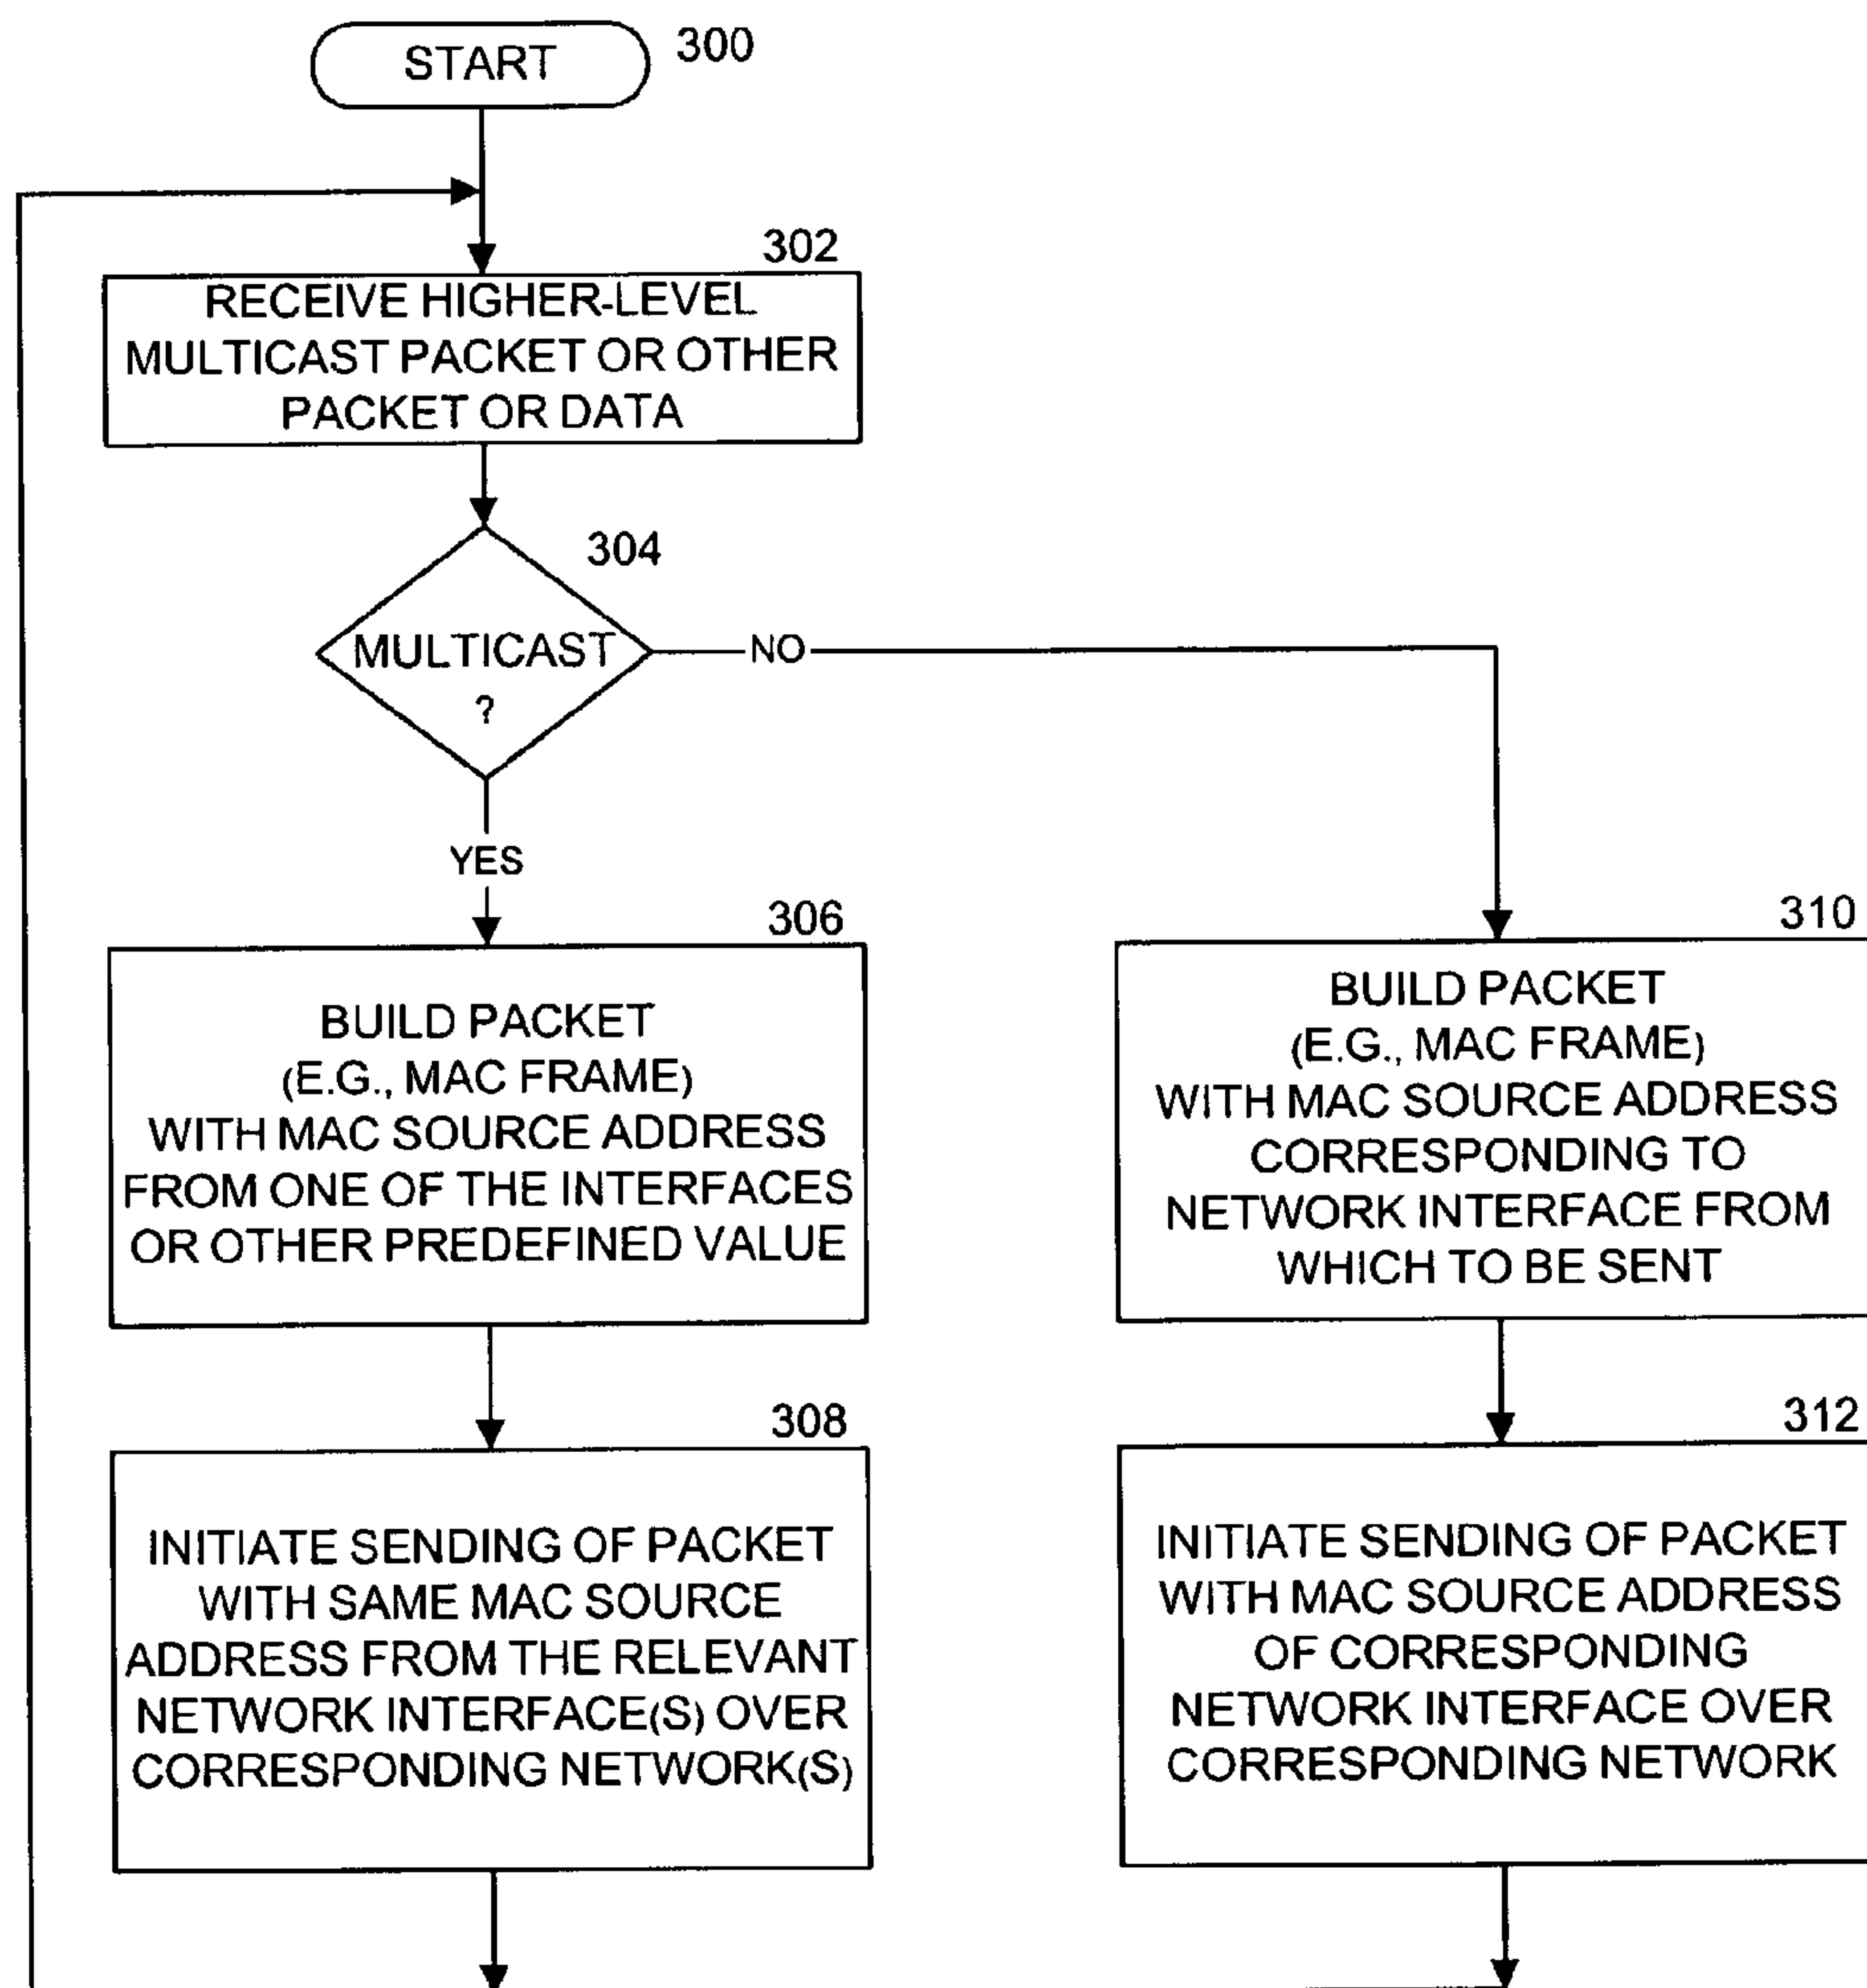 START
300
302
RECEIVE HIGHER-LEVEL
MULTICAST PACKET OR OTHER
PACKET OR DATA
304
MULTICAST
?
NO
YES
306
BUILD PACKET
(E.G., MAC FRAME)
WITH MAC SOURCE ADDRESS
FROM ONE OF THE INTERFACES
OR OTHER PREDEFINED VALUE
310
BUILD PACKET
(E.G., MAC FRAME)
WITH MAC SOURCE ADDRESS
CORRESPONDING TO
NETWORK INTERFACE FROM
WHICH TO BE SENT
308
INITIATE SENDING OF PACKET
WITH SAME MAC SOURCE
ADDRESS FROM THE RELEVANT
NETWORK INTERFACE(S) OVER
CORRESPONDING NETWORK(S)
312
INITIATE SENDING OF PACKET
WITH MAC SOURCE ADDRESS
OF CORRESPONDING
NETWORK INTERFACE OVER
CORRESPONDING NETWORK